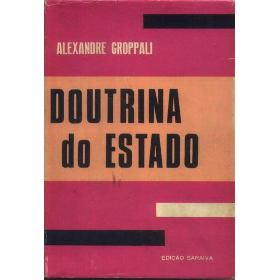 ALEXANDRE GROPPALI
DOUTRINA
do ESTADO
EDIÇÃO SARAIVA